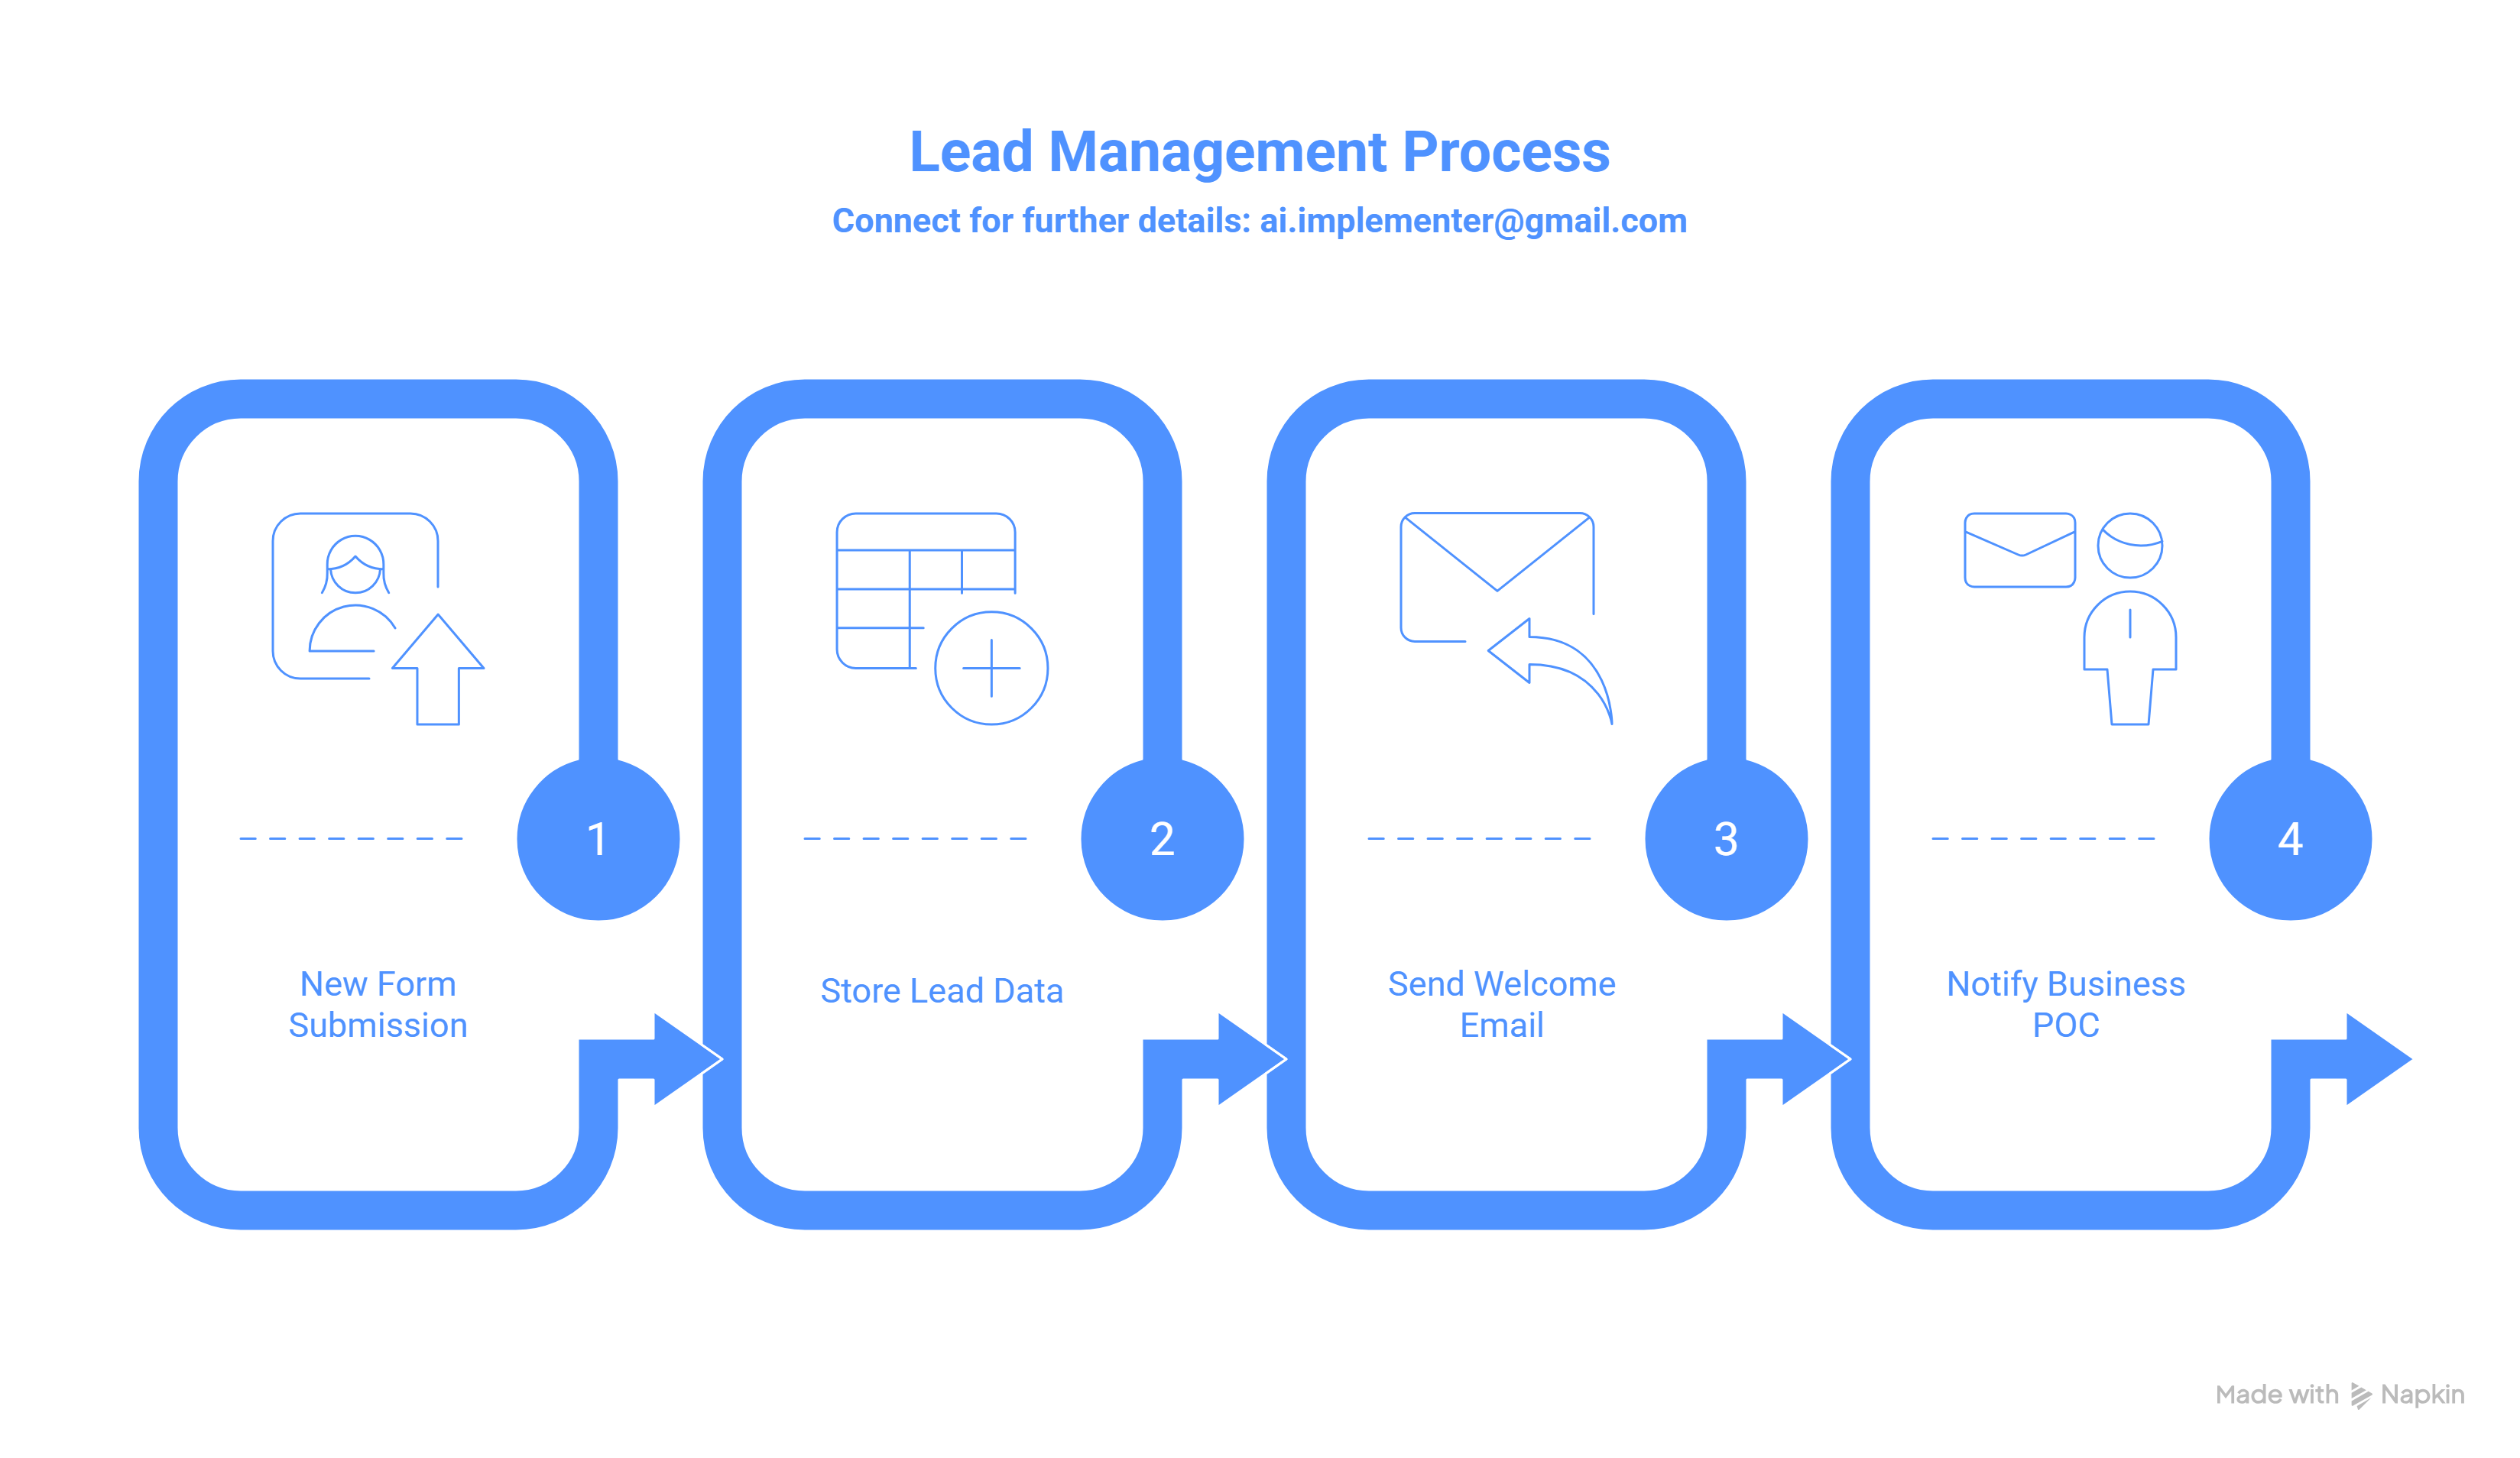 Lead Management Process
Connect for further details: ai.implementer@gmail.com
1
2
3
4
New Form
Submission
Store Lead Data
Send Welcome
Email
Notify Business
POC
Made with Napkin